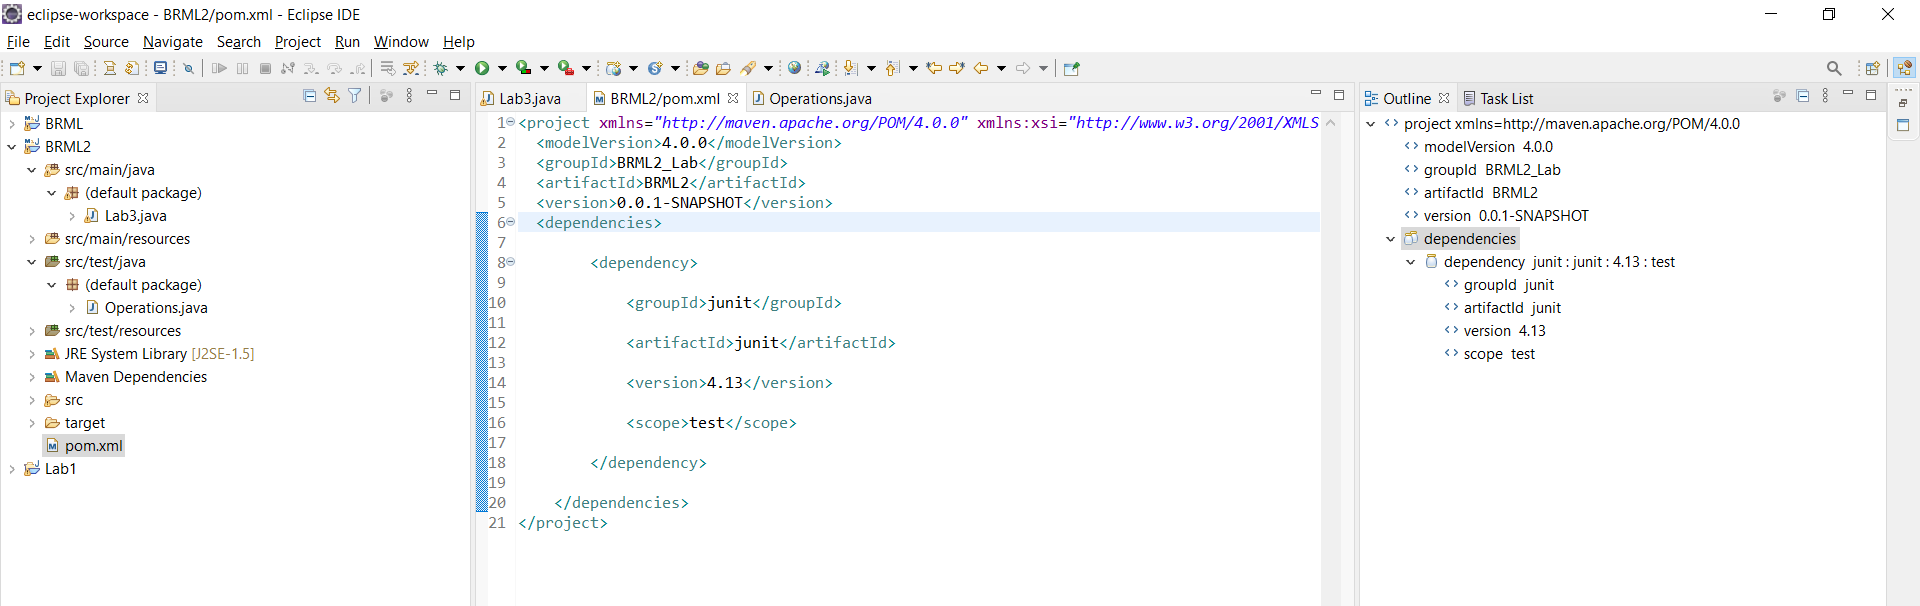 eclipse-workspace - BRML2/pom.xml - Eclipse IDE
File Edit Source Navigate Search Project Run Window Help
Project Explorer
BRML
BRML2
src/main/java
(default package)
Lab3.java
src/main/resources
src/test/java
(default package)
Operations.java
src/test/resources
JRE System Library [J2SE-1.5]
Maven Dependencies
src
target
pom.xml
Lab1
Lab3.java BRML2/pom.xml Operations.java
1 <project xmlns="http://maven.apache.org/POM/4.0.0" xmlns:xsi="http://www.w3.org/2001/XMLS
2 <modelVersion>4.0.0</modelVersion>
3 <groupId>BRML2_Lab</groupId>
4 <artifactId>BRML2</artifactId>
5 <version>0.0.1-SNAPSHOT</version>
6 <dependencies>
7
8 <dependency>
9
10 <groupId>junit</groupId>
11
12 <artifactId>junit</artifactId>
13
14 <version>4.13</version>
15
16 <scope>test</scope>
17
18 </dependency>
19
20 </dependencies>
21 </project>
Outline Task List
project xmlns=http://maven.apache.org/POM/4.0.0
modelVersion 4.0.0
groupId BRML2_Lab
artifactId BRML2
version 0.0.1-SNAPSHOT
dependencies
dependency junit : junit : 4.13 : test
groupId junit
artifactId junit
version 4.13
scope test